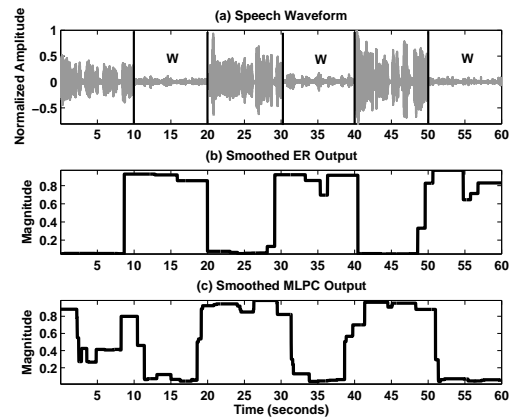 (a) Speech Waveform
Normalized Amplitude
1
0.5
0
−0.5
W
W
W
5 10 15 20 25 30 35 40 45 50 55 60
(b) Smoothed ER Output
Magnitude
0.8
0.6
0.4
0.2
5 10 15 20 25 30 35 40 45 50 55 60
(c) Smoothed MLPC Output
Magnitude
0.8
0.6
0.4
0.2
5 10 15 20 25 30 35 40 45 50 55 60
Time (seconds)